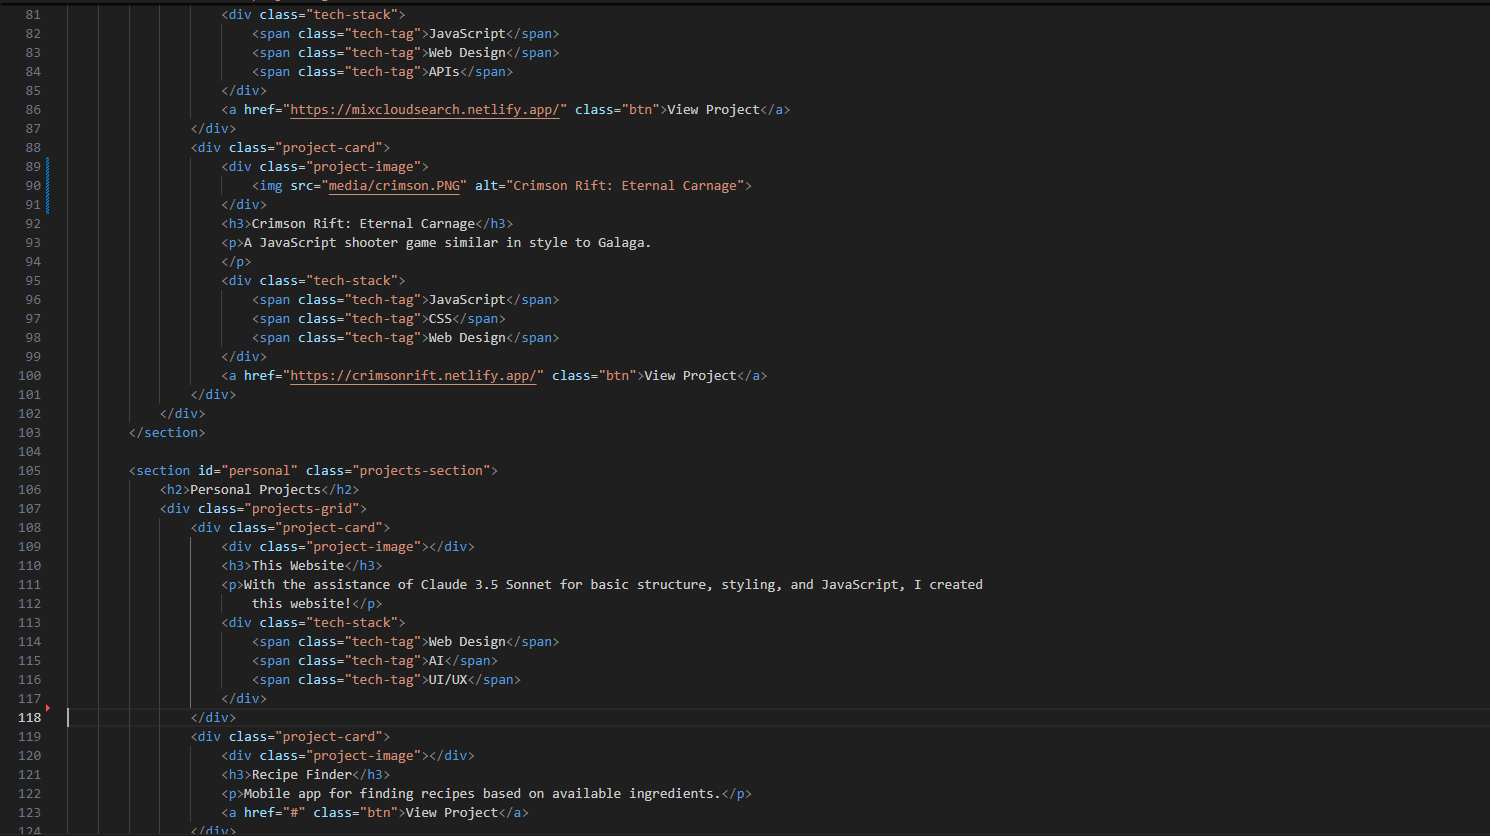 81 <div class="tech-stack">
82 <span class="tech-tag">JavaScript</span>
83 <span class="tech-tag">Web Design</span>
84 <span class="tech-tag">APIs</span>
85 </div>
86 <a href="https://mixcloudsearch.netlify.app/" class="btn">View Project</a>
87 </div>
88 <div class="project-card">
89 <div class="project-image">
90 <img src="media/crimson.PNG" alt="Crimson Rift: Eternal Carnage">
91 </div>
92 <h3>Crimson Rift: Eternal Carnage</h3>
93 <p>A JavaScript shooter game similar in style to Galaga.
94 </p>
95 <div class="tech-stack">
96 <span class="tech-tag">JavaScript</span>
97 <span class="tech-tag">CSS</span>
98 <span class="tech-tag">Web Design</span>
99 </div>
100 <a href="https://crimsonrift.netlify.app/" class="btn">View Project</a>
101 </div>
102 </div>
103 </section>
104
105 <section id="personal" class="projects-section">
106 <h2>Personal Projects</h2>
107 <div class="projects-grid">
108 <div class="project-card">
109 <div class="project-image"></div>
110 <h3>This Website</h3>
111 <p>With the assistance of Claude 3.5 Sonnet for basic structure, styling, and JavaScript, I created
112 this website!</p>
113 <div class="tech-stack">
114 <span class="tech-tag">Web Design</span>
115 <span class="tech-tag">AI</span>
116 <span class="tech-tag">UI/UX</span>
117 </div>
118 </div>
119 <div class="project-card">
120 <div class="project-image"></div>
121 <h3>Recipe Finder</h3>
122 <p>Mobile app for finding recipes based on available ingredients.</p>
123 <a href="#" class="btn">View Project</a>
124 </div>